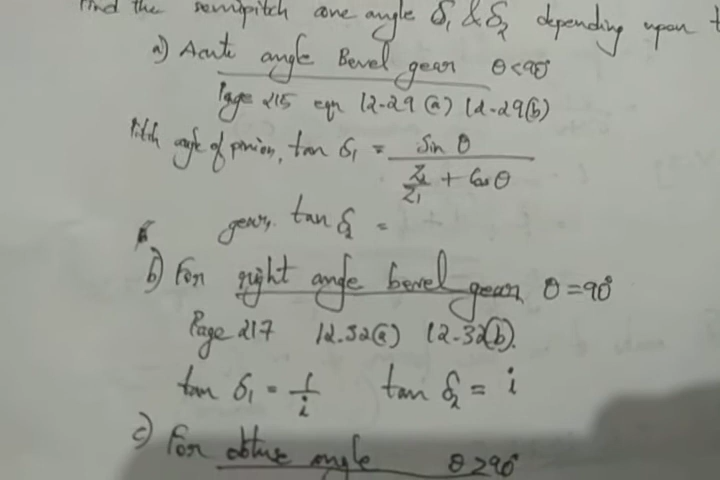 Find the semipitch cone angle δ₁ & δ₂ depending upon t
a) Acute angle Bevel gear θ<90°
Page 215 eqn 12-29 (a) 12-29(b)
Pitch angle of pinion, tan δ₁ = Sin θ / (Z₂/Z₁ + Cos θ)
gear, tan δ₂ =
b) For right angle bevel gear θ = 90°
Page 217 12.32(a) 12-32(b).
tan δ₁ = 1/i tan δ₂ = i
c) For obtuse angle θ>90°